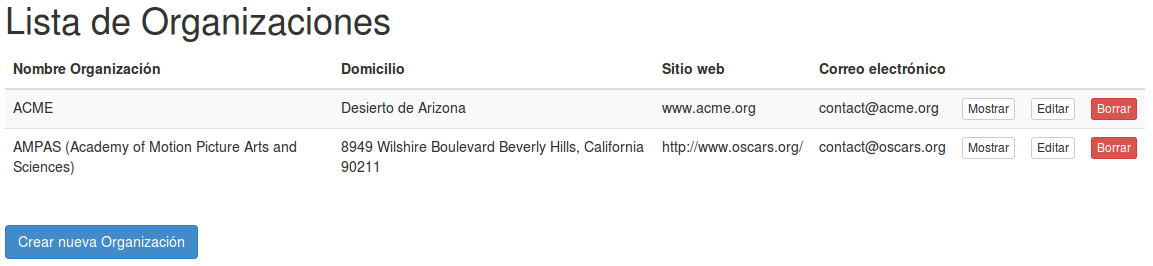 Lista de Organizaciones
Nombre Organización Domicilio Sitio web Correo electrónico
ACME Desierto de Arizona www.acme.org contact@acme.org Mostrar Editar Borrar
AMPAS (Academy of Motion Picture Arts and 8949 Wilshire Boulevard Beverly Hills, California http://www.oscars.org/ contact@oscars.org Mostrar Editar Borrar
Sciences) 90211
Crear nueva Organización